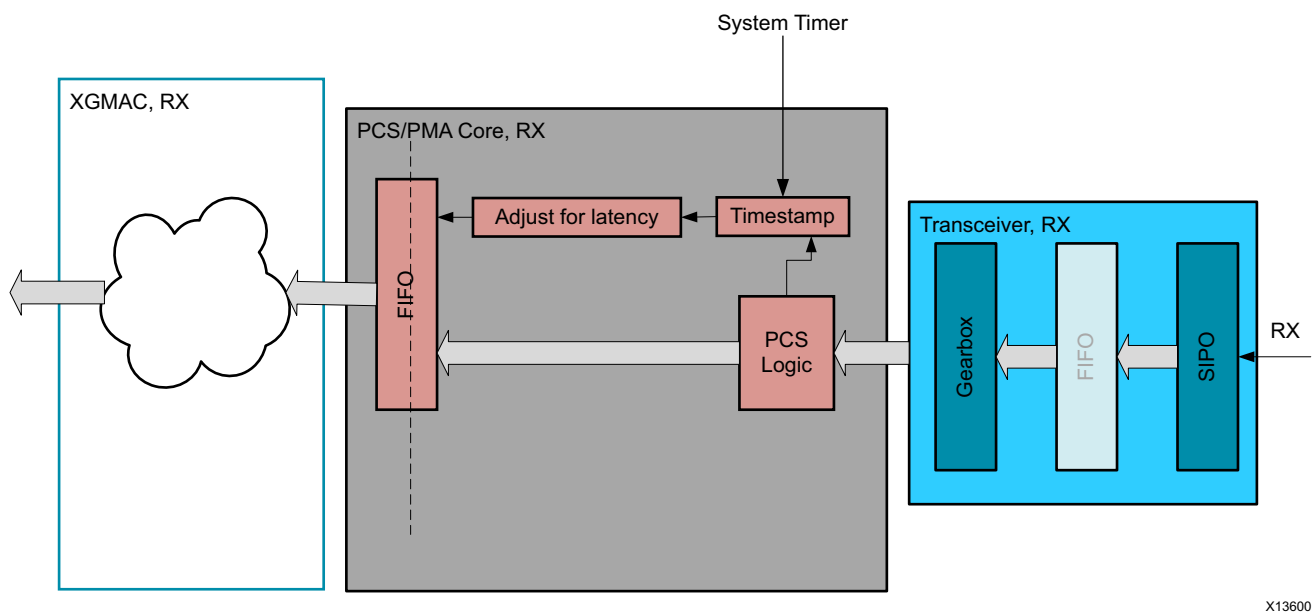 System Timer
XGMAC, RX
PCS/PMA Core, RX
Adjust for latency
Timestamp
Transceiver, RX
FIFO
PCS
Logic
Gearbox
FIFO
SIPO
RX
X13600